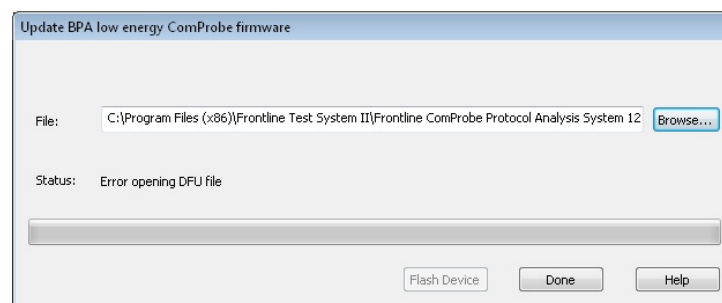 Update BPA low energy ComProbe firmware
File: C:\Program Files (x86)\Frontline Test System II\Frontline ComProbe Protocol Analysis System 12 Browse...
Status: Error opening DFU file
Flash Device Done Help